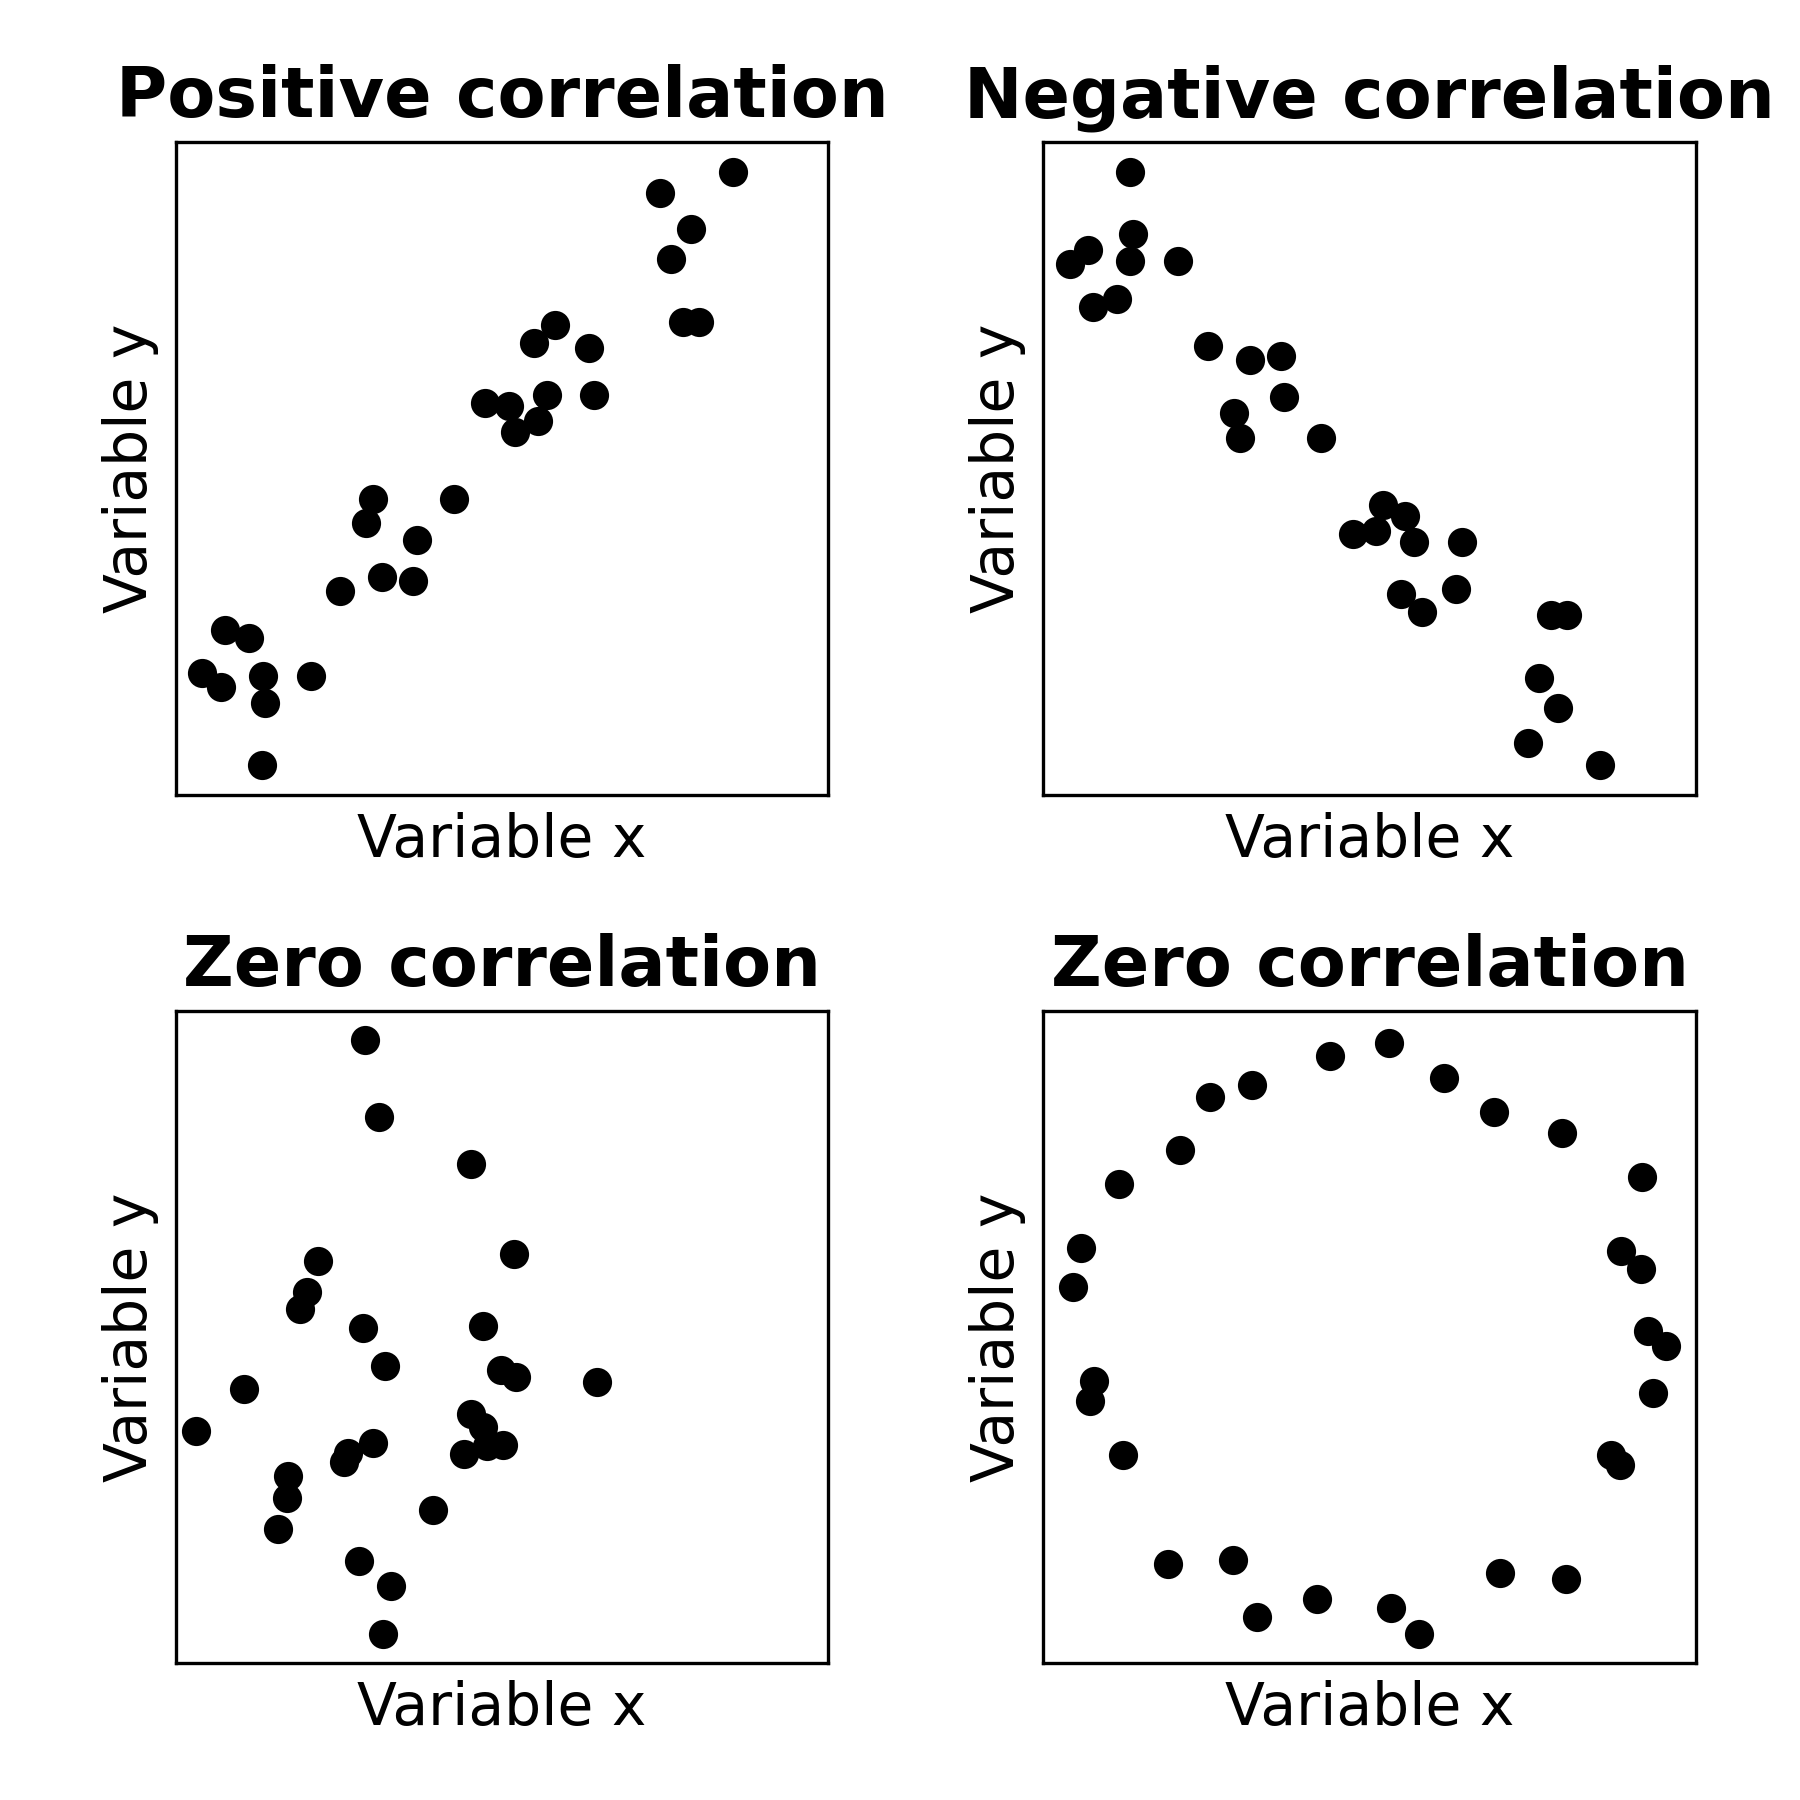 Positive correlation
Variable y
Variable x
Negative correlation
Variable y
Variable x
Zero correlation
Variable y
Variable x
Zero correlation
Variable y
Variable x